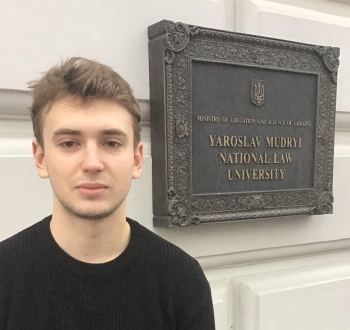 MINISTRY OF EDUCATION AND SCIENCE OF UKRAINE
YAROSLAV MUDRYI
NATIONAL LAW
UNIVERSITY